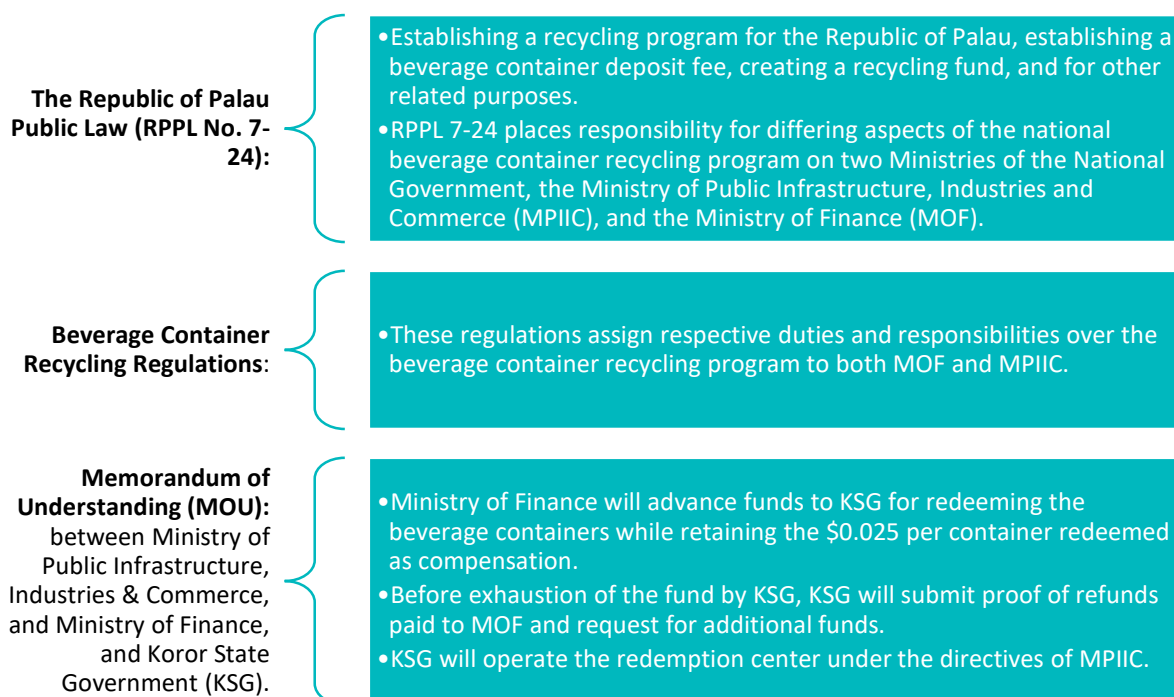 The Republic of Palau
Public Law (RPPL No. 7-
24):
•Establishing a recycling program for the Republic of Palau, establishing a
beverage container deposit fee, creating a recycling fund, and for other
related purposes.
•RPPL 7-24 places responsibility for differing aspects of the national
beverage container recycling program on two Ministries of the National
Government, the Ministry of Public Infrastructure, Industries and
Commerce (MPIIC), and the Ministry of Finance (MOF).
Beverage Container
Recycling Regulations:
•These regulations assign respective duties and responsibilities over the
beverage container recycling program to both MOF and MPIIC.
Memorandum of
Understanding (MOU):
between Ministry of
Public Infrastructure,
Industries & Commerce,
and Ministry of Finance,
and Koror State
Government (KSG).
•Ministry of Finance will advance funds to KSG for redeeming the
beverage containers while retaining the $0.025 per container redeemed
as compensation.
•Before exhaustion of the fund by KSG, KSG will submit proof of refunds
paid to MOF and request for additional funds.
•KSG will operate the redemption center under the directives of MPIIC.